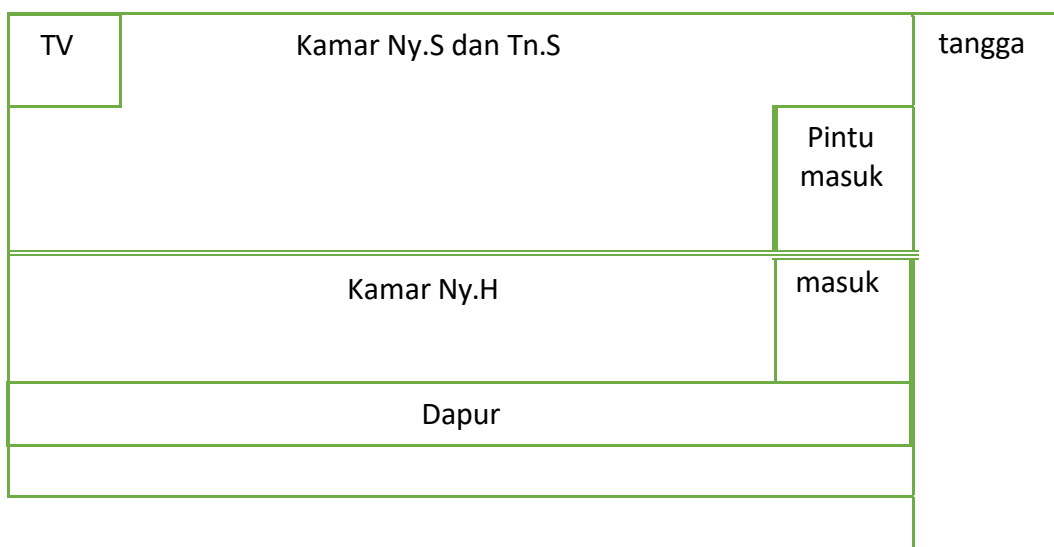 TV
Kamar Ny.S dan Tn.S
tangga
Pintu
masuk
Kamar Ny.H
masuk
Dapur